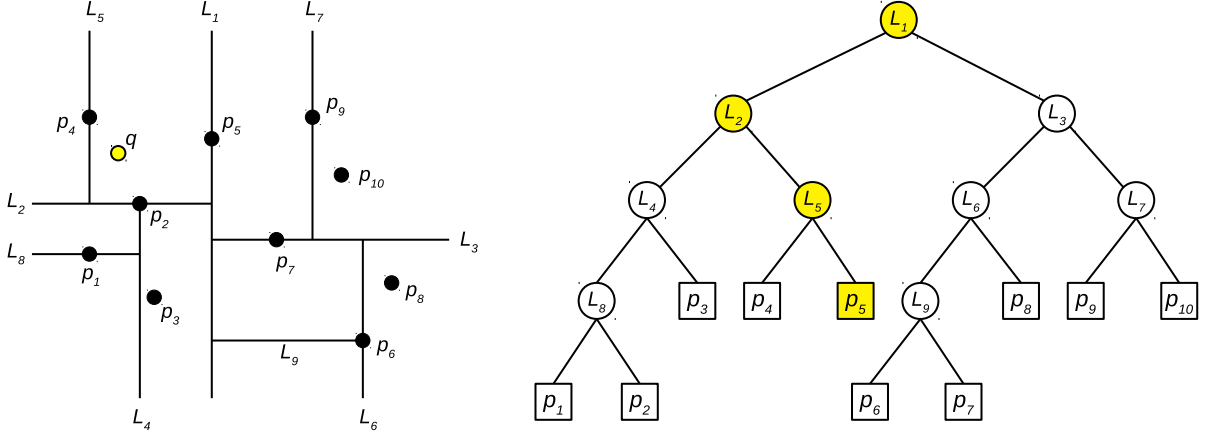 L5 L1 L7
p9
p4 q p5
p10
L2 p2
L8 p7 L3
p1 p8
p3
L9 p6
L4 L6
L1
L2 L3
L4 L5 L6 L7
L8 p3 p4 p5 L9 p8 p9 p10
p1 p2 p6 p7